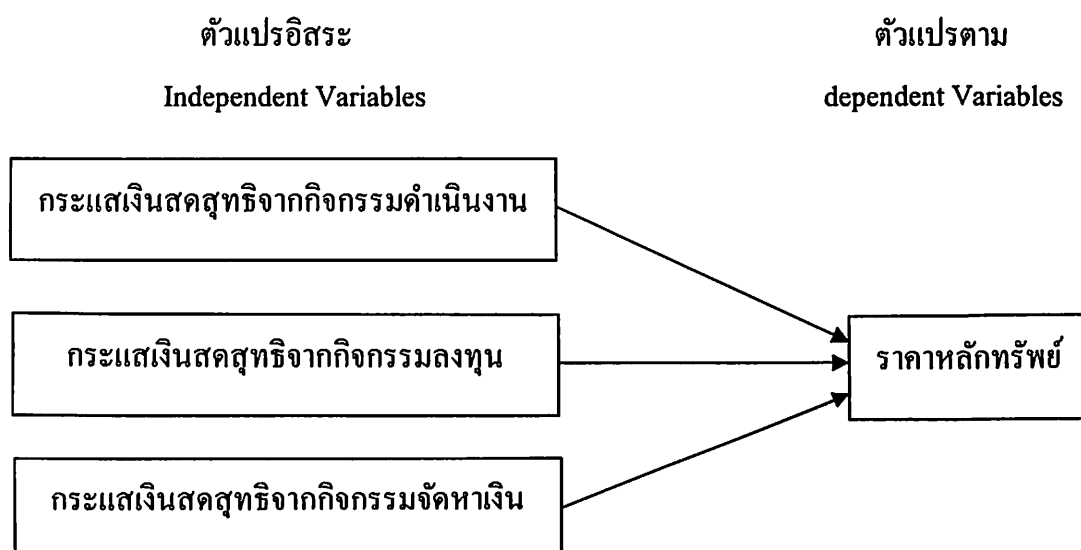 ตัวแปรอิสระ
ตัวแปรตาม
Independent Variables
dependent Variables
กระแสเงินสดสุทธิจากกิจกรรมดำเนินงาน
กระแสเงินสดสุทธิจากกิจกรรมลงทุน
ราคาหลักทรัพย์
กระแสเงินสดสุทธิจากกิจกรรมจัดหาเงิน